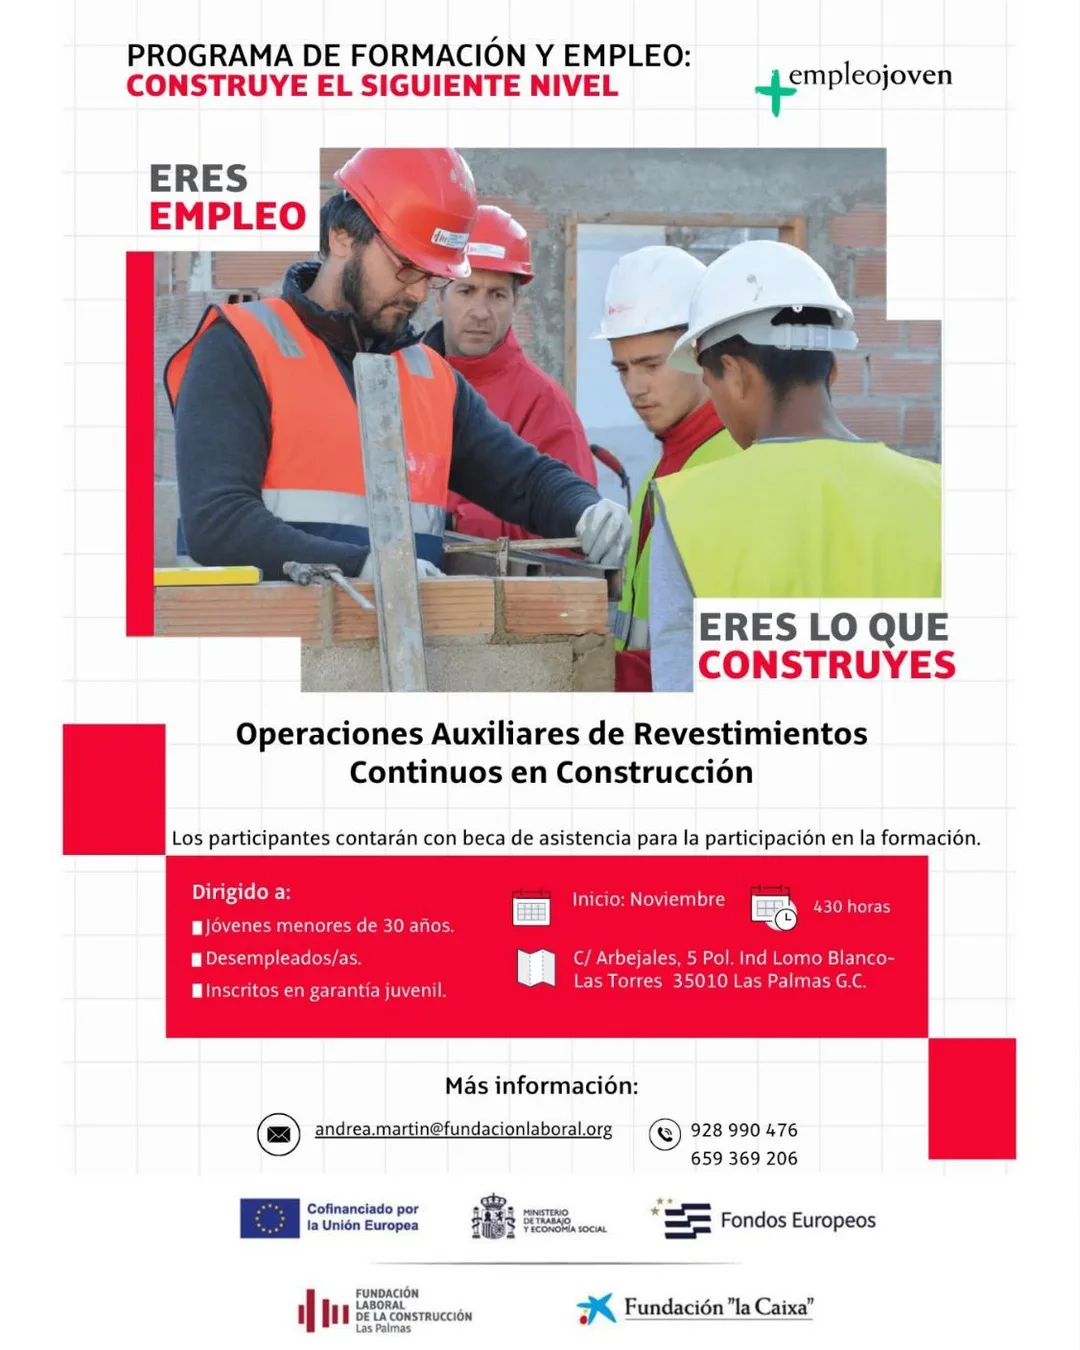 PROGRAMA DE FORMACIÓN Y EMPLEO:
CONSTRUYE EL SIGUIENTE NIVEL
empleojoven
ERES
EMPLEO
ERES LO QUE
CONSTRUYES
Operaciones Auxiliares de Revestimientos
Continuos en Construcción
Los participantes contarán con beca de asistencia para la participación en la formación.
Dirigido a:
Jóvenes menores de 30 años.
Desempleados/as.
Inscritos en garantía juvenil.
Inicio: Noviembre
430 horas
C/ Arbejales, 5 Pol. Ind Lomo Blanco-
Las Torres 35010 Las Palmas G.C.
Más información:
andrea.martin@fundacionlaboral.org
928 990 476
659 369 206
Cofinanciado por
la Unión Europea
MINISTERIO
DE TRABAJO
Y ECONOMÍA SOCIAL
Fondos Europeos
FUNDACIÓN
LABORAL
DE LA CONSTRUCCIÓN
Las Palmas
Fundación "la Caixa"